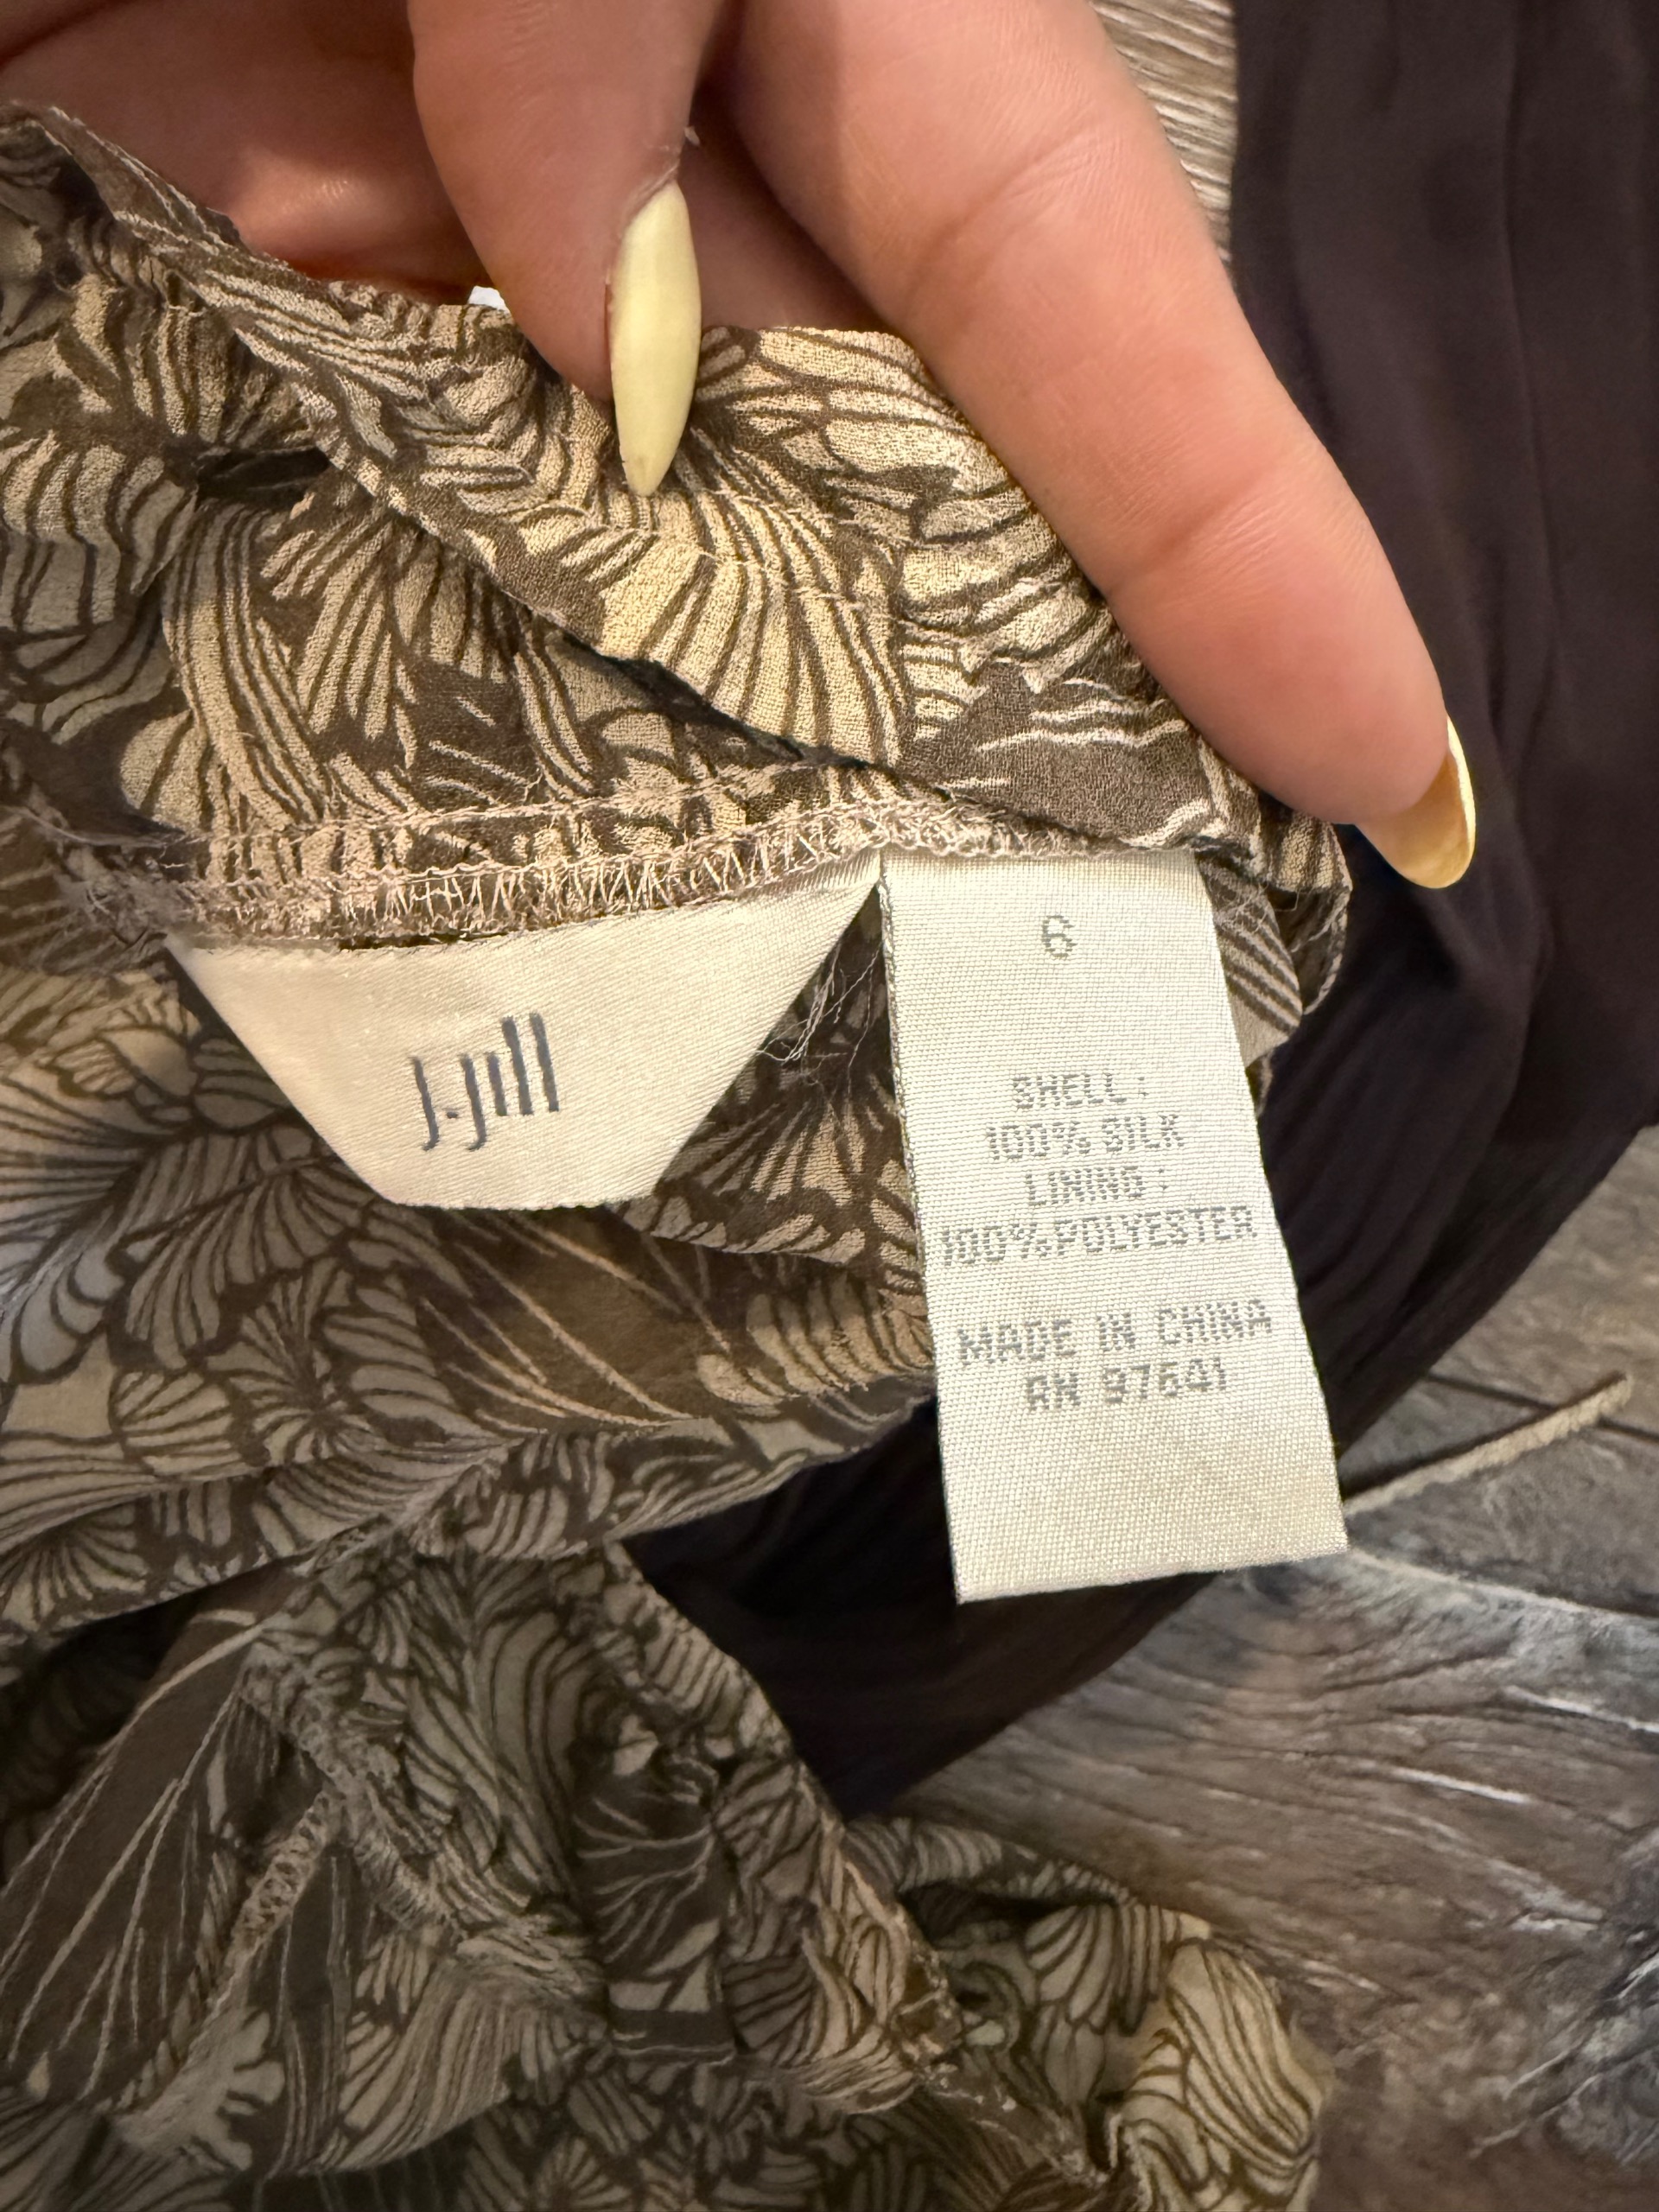 J.Jill
6
SHELL :
100% SILK
LINING :
100%POLYESTER
MADE IN CHINA
RN 97641